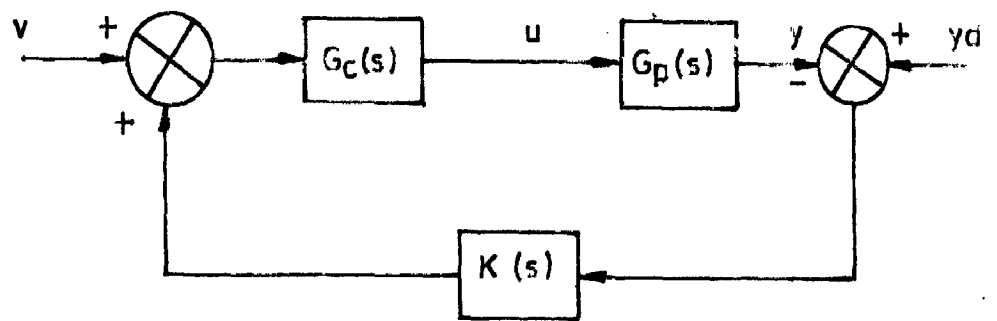 v + u y + yd
Gc(s) Gp(s)
−
+
K (s)